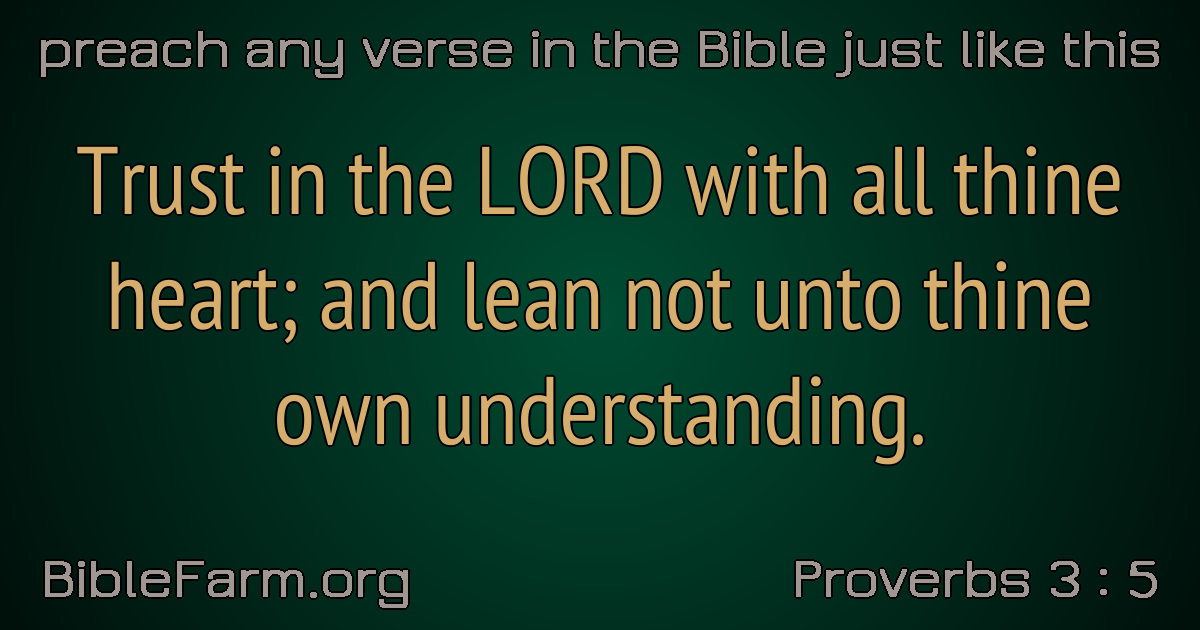 preach any verse in the Bible just like this
Trust in the LORD with all thine
heart; and lean not unto thine
own understanding.
BibleFarm.org
Proverbs 3 : 5